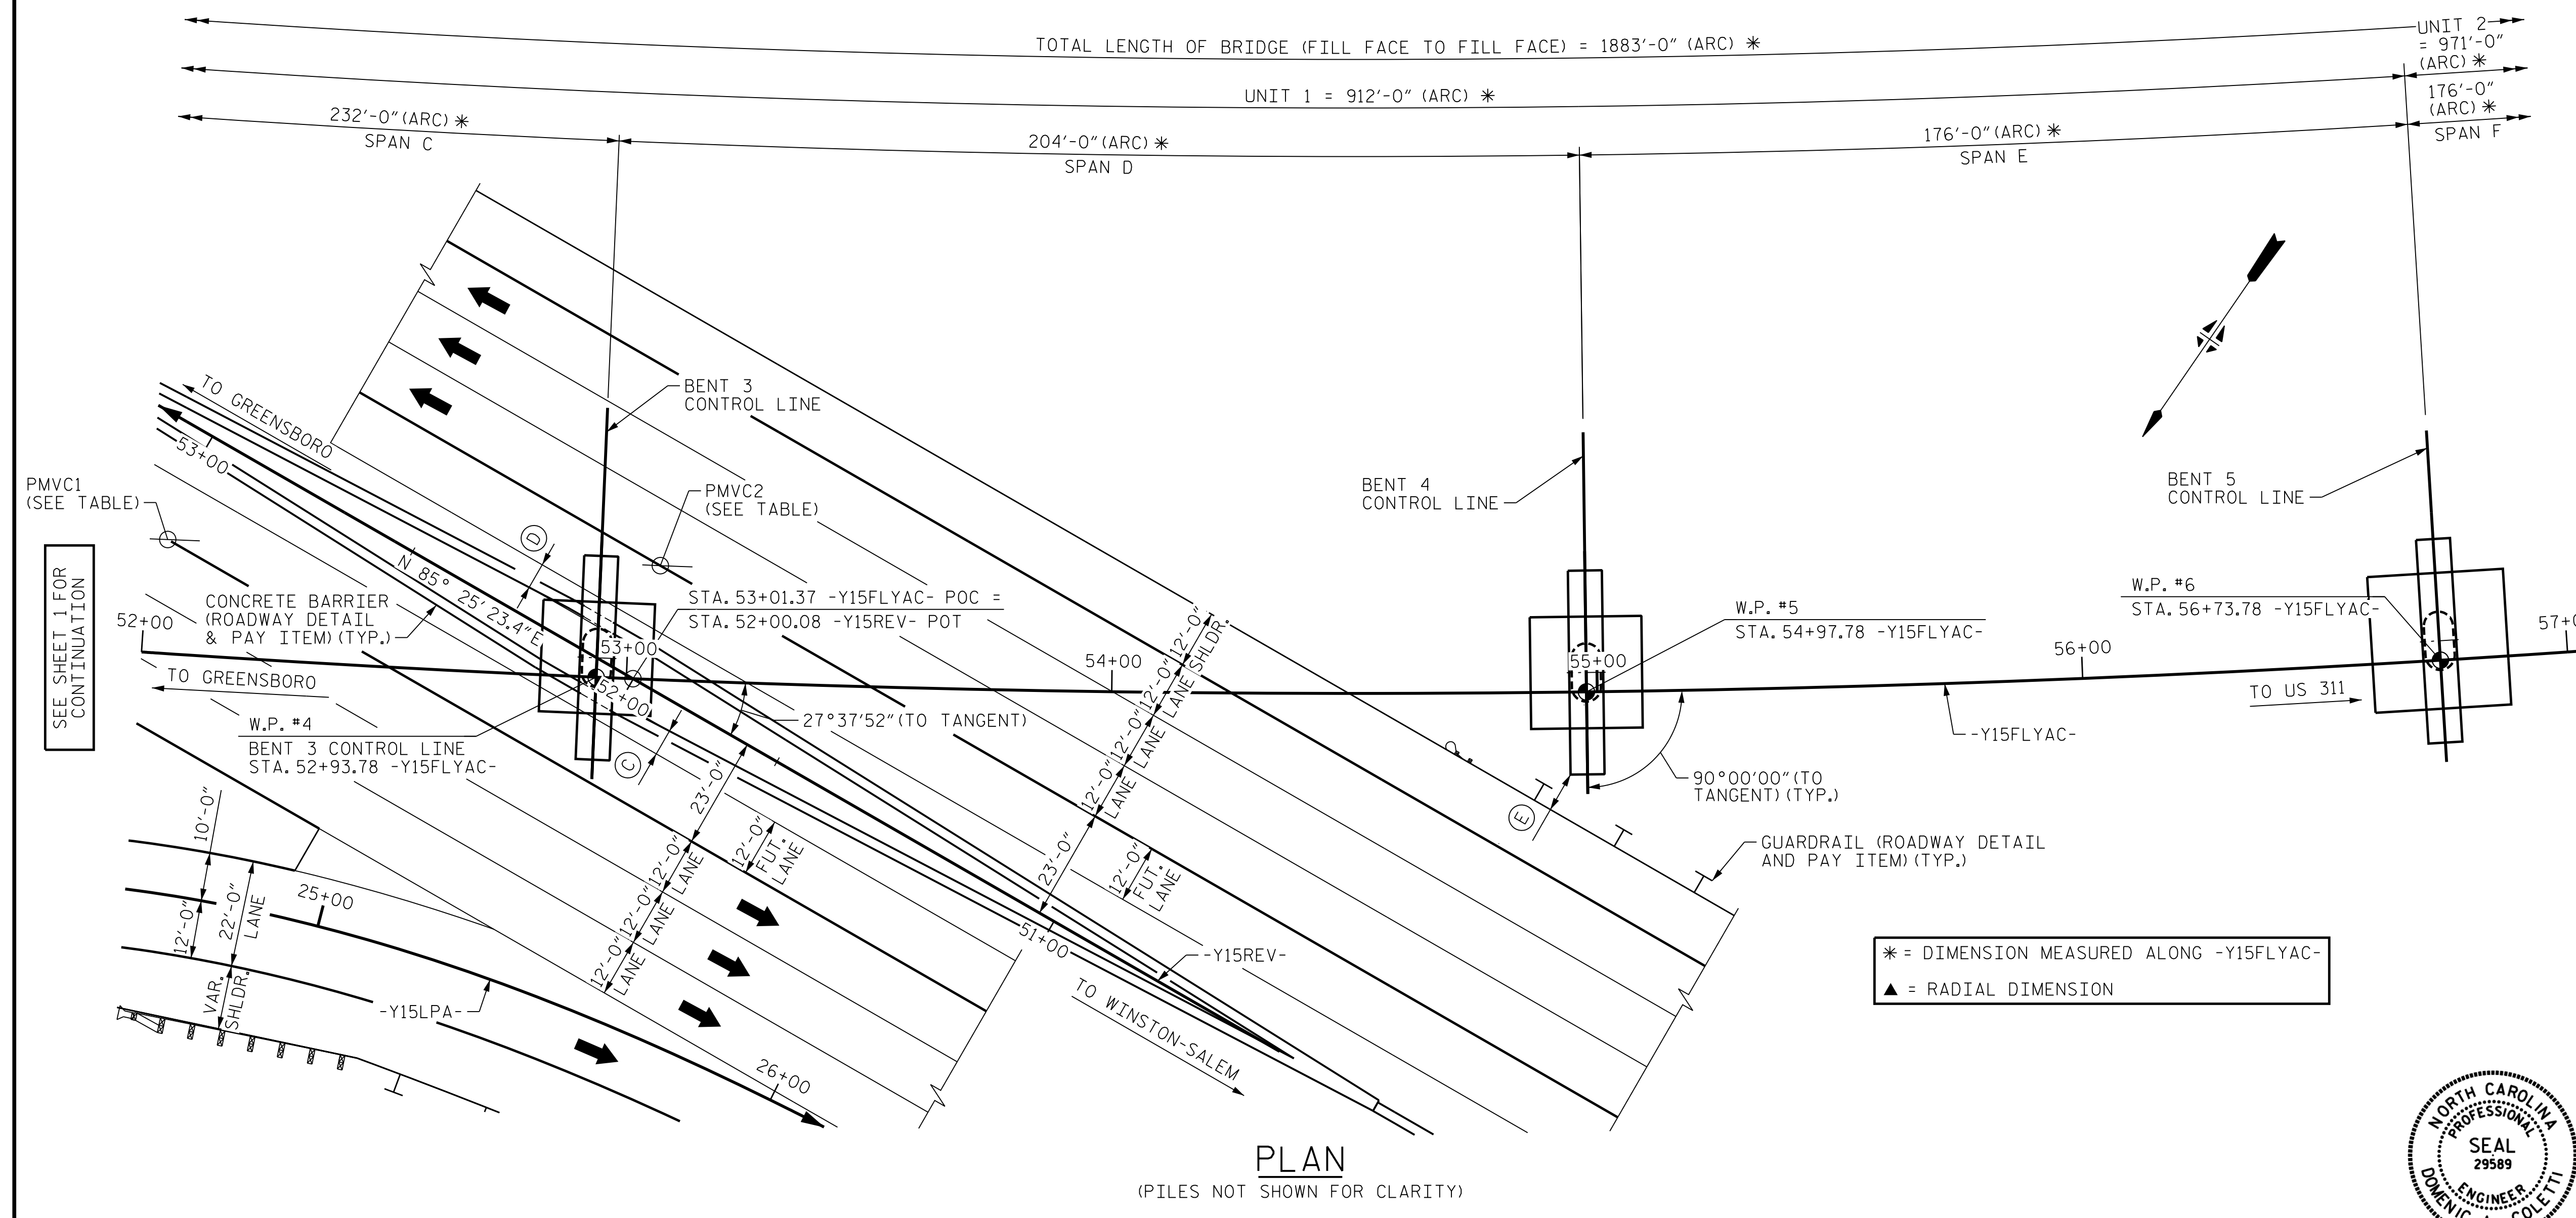 TOTAL LENGTH OF BRIDGE (FILL FACE TO FILL FACE) = 1883'-0" (ARC) ✳
UNIT 2
= 971'-0"
(ARC) ✳
UNIT 1 = 912'-0" (ARC) ✳
232'-0" (ARC) ✳
SPAN C
204'-0" (ARC) ✳
SPAN D
176'-0" (ARC) ✳
SPAN E
176'-0"
(ARC) ✳
SPAN F
TO GREENSBORO
53+00
BENT 3
CONTROL LINE
PMVC1
(SEE TABLE)
PMVC2
(SEE TABLE)
BENT 4
CONTROL LINE
BENT 5
CONTROL LINE
D
N 85° 25' 23.4" E
SEE SHEET 1 FOR
CONTINUATION
CONCRETE BARRIER
(ROADWAY DETAIL
& PAY ITEM) (TYP.)
52+00
53+00
52+00
TO GREENSBORO
STA. 53+01.37 -Y15FLYAC- POC =
STA. 52+00.08 -Y15REV- POT
W.P. #4
BENT 3 CONTROL LINE
STA. 52+93.78 -Y15FLYAC-
27°37'52" (TO TANGENT)
C
54+00
12'-0"
SHLDR.
12'-0"
LANE
12'-0"
LANE
12'-0"
LANE
23'-0"
12'-0"
FUT.
LANE
W.P. #5
STA. 54+97.78 -Y15FLYAC-
55+00
56+00
W.P. #6
STA. 56+73.78 -Y15FLYAC-
TO US 311
-Y15FLYAC-
90°00'00" (TO
TANGENT) (TYP.)
E
GUARDRAIL (ROADWAY DETAIL
AND PAY ITEM) (TYP.)
23'-0"
12'-0"
LANE
12'-0"
LANE
12'-0"
LANE
12'-0"
FUT.
LANE
51+00
-Y15REV-
TO WINSTON-SALEM
10'-0"
12'-0"
22'-0"
LANE
VAR.
SHLDR.
25+00
-Y15LPA-
26+00
✳ = DIMENSION MEASURED ALONG -Y15FLYAC-
▲ = RADIAL DIMENSION
PLAN
(PILES NOT SHOWN FOR CLARITY)
NORTH CAROLINA
PROFESSIONAL
SEAL
29589
ENGINEER